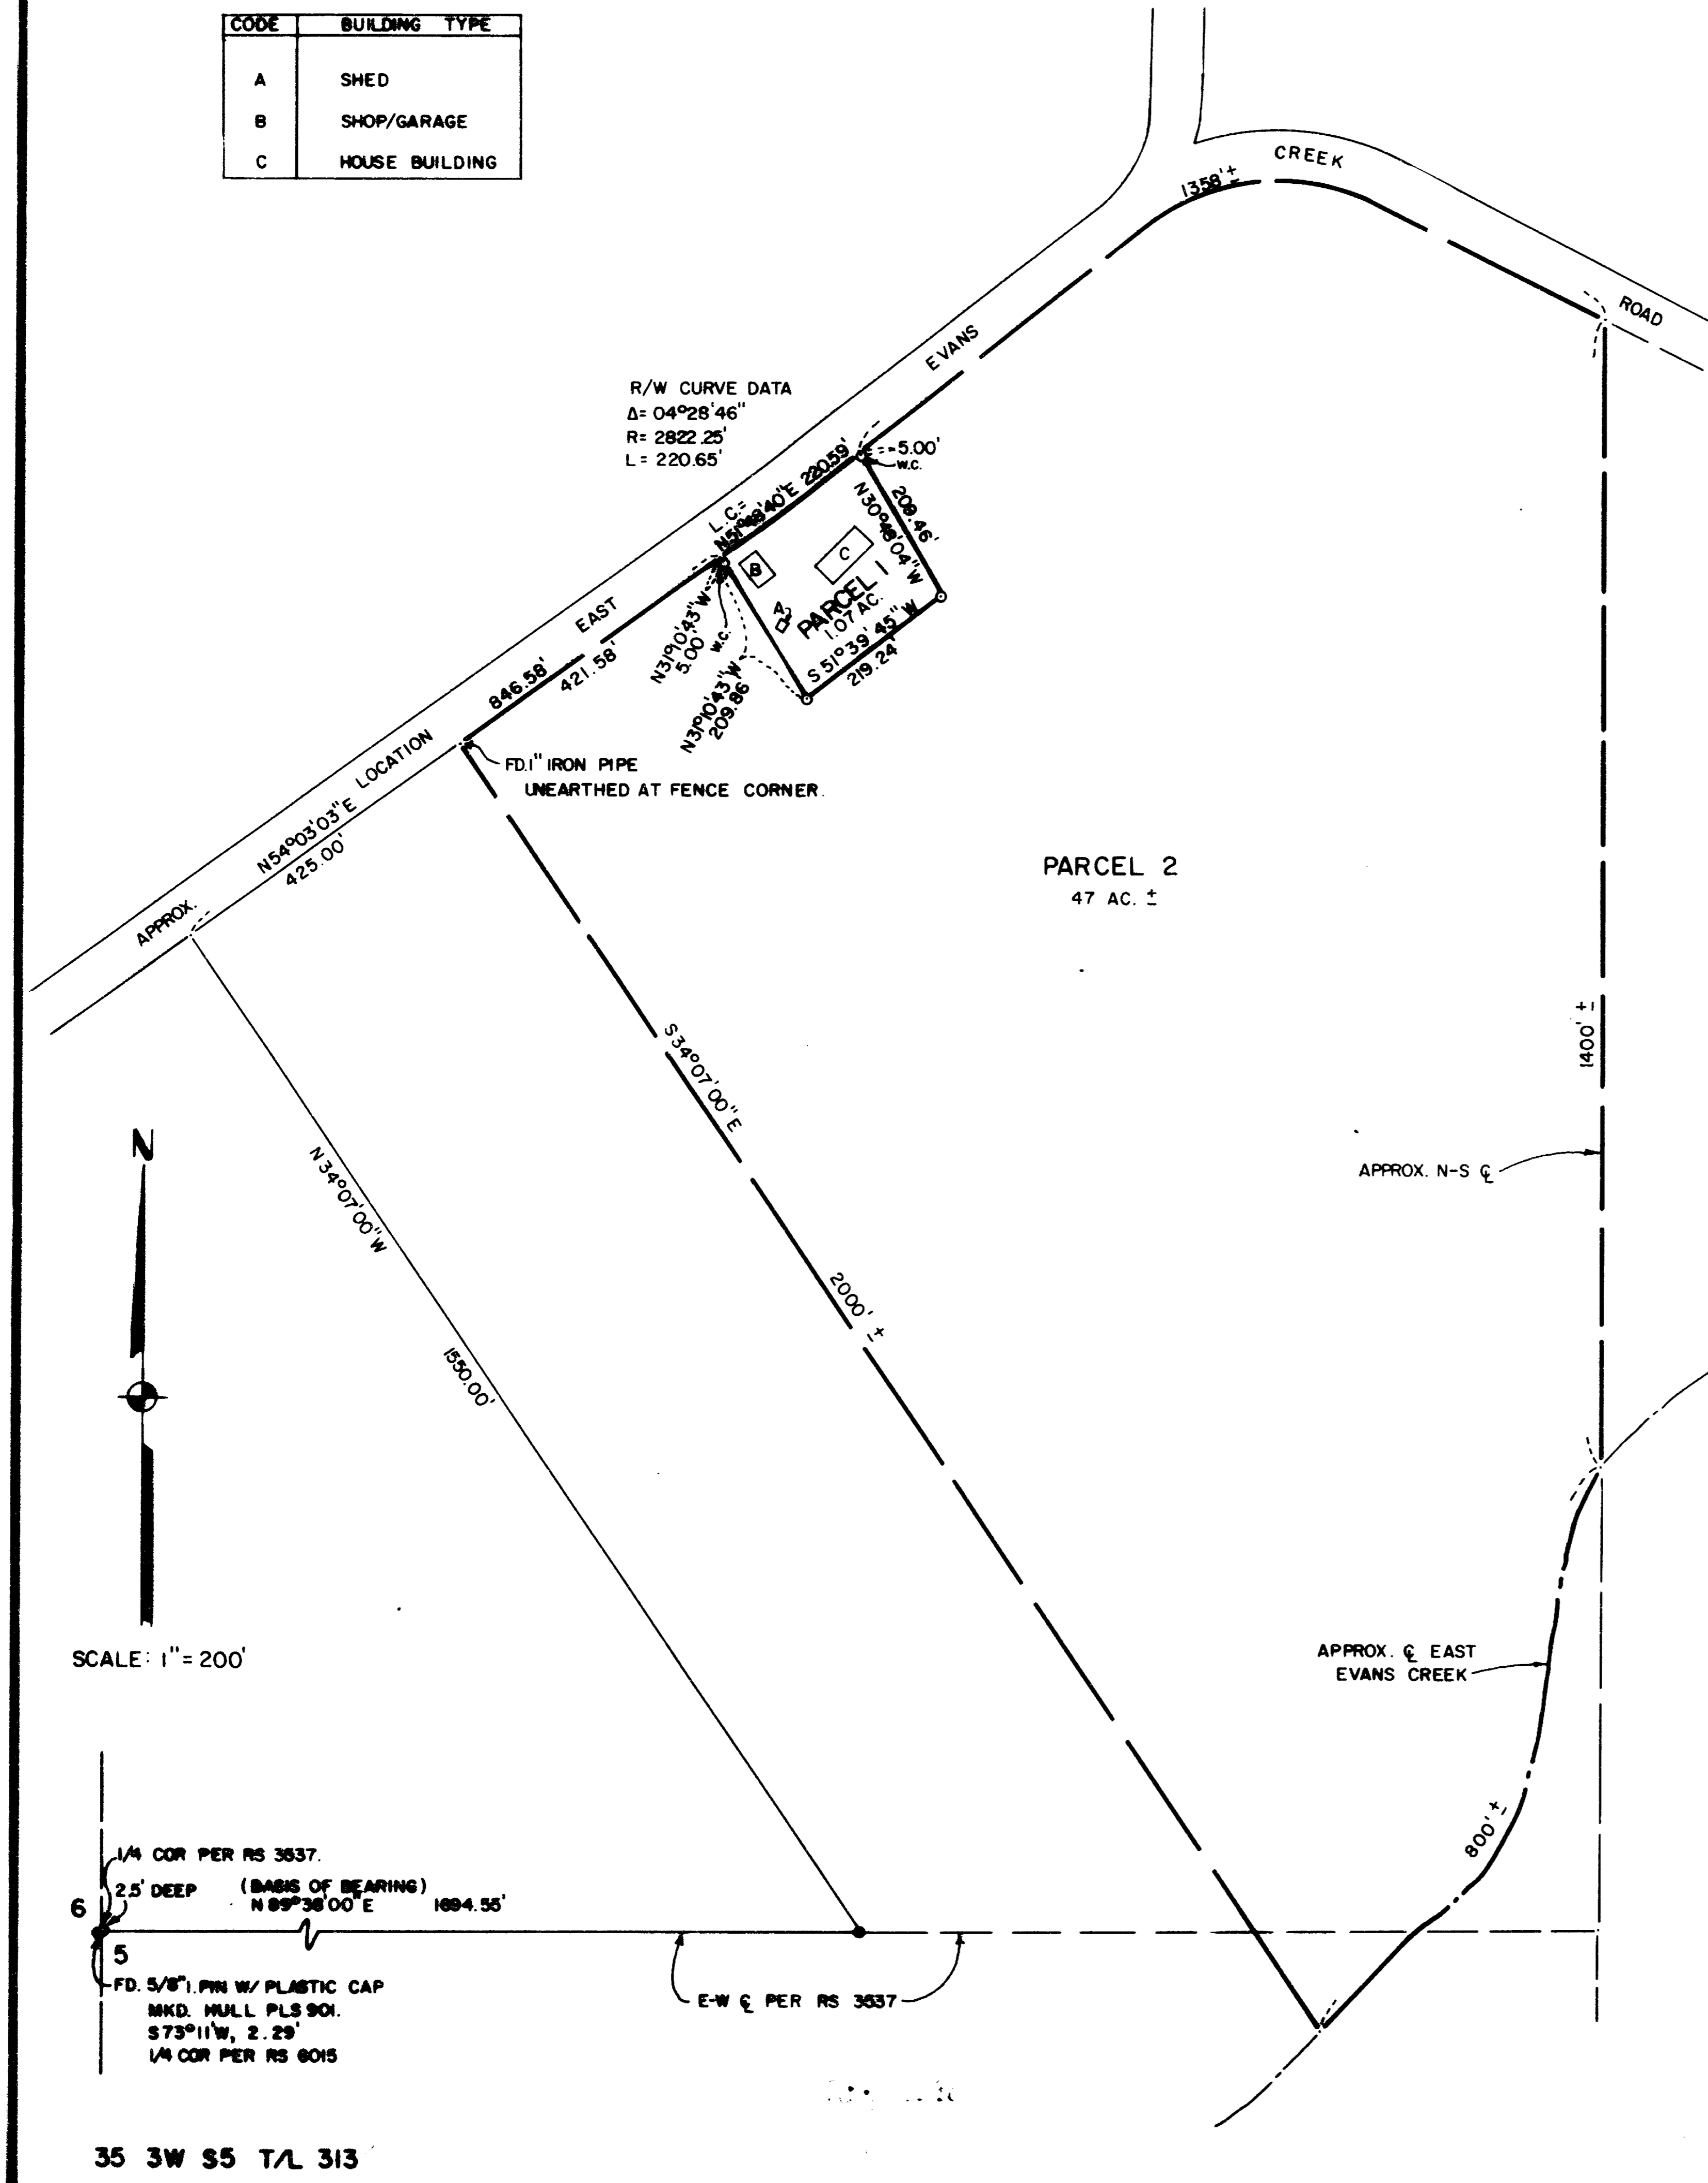 CODE BUILDING TYPE
A SHED
B SHOP/GARAGE
C HOUSE BUILDING
CREEK
1358'±
ROAD
EVANS
R/W CURVE DATA
Δ= 04°28'46"
R= 2822.25'
L= 220.65'
L.C.=
N51°48'40"E 220.59'
5.00'
W.C.
209.46'
N30°48'04"W
B
C
A
PARCEL 1
1.07 AC.
S 51°39'45" W
219.24'
EAST
N31°10'43"W
5.00'
W.C.
N31°10'43"W
209.86
846.58'
421.58'
FD.1" IRON PIPE
UNEARTHED AT FENCE CORNER.
LOCATION
N54°03'03"E
425.00'
APPROX.
PARCEL 2
47 AC. ±
S34°07'00"E
2000' ±
1400' ±
APPROX. N-S ℄
N
N34°07'00"W
1550.00'
SCALE: 1"=200'
APPROX. ℄ EAST
EVANS CREEK
800' ±
1/4 COR PER RS 3537.
2.5' DEEP
(BASIS OF BEARING)
N 89°38'00"E 1694.55'
6
5
FD. 5/8" I.PIN W/ PLASTIC CAP
MKD. HULL PLS 901.
S73°11'W, 2.29'
1/4 COR PER RS 6015
E-W ℄ PER RS 3537
35 3W S5 T/L 313